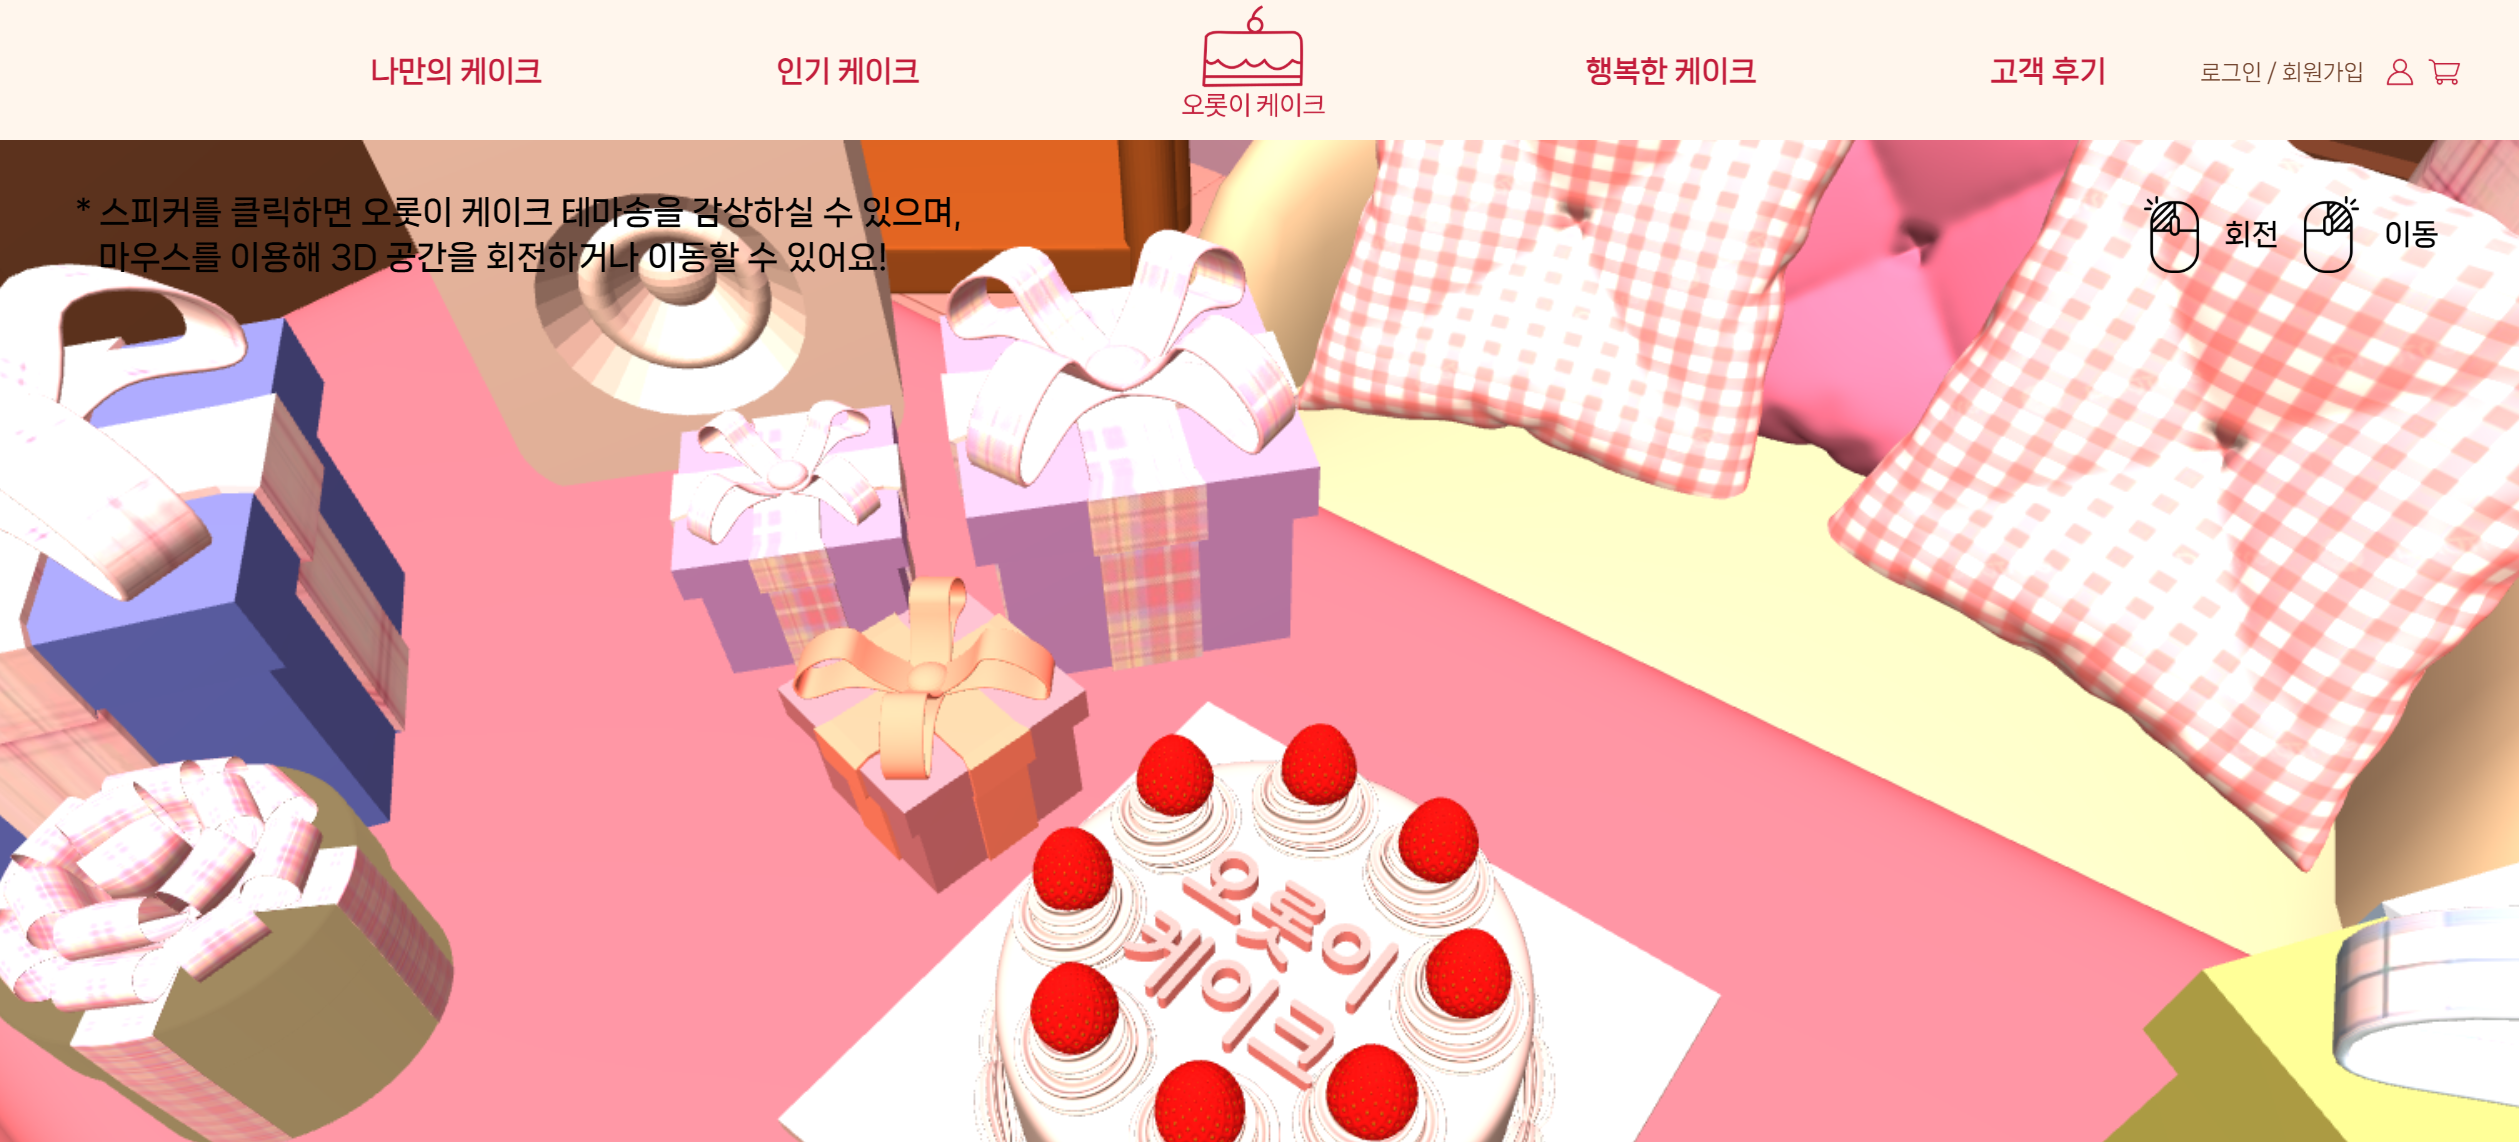 나만의 케이크
인기 케이크
오롯이 케이크
행복한 케이크
고객 후기
로그인 / 회원가입
* 스피커를 클릭하면 오롯이 케이크 테마송을 감상하실 수 있으며,
마우스를 이용해 3D 공간을 회전하거나 이동할 수 있어요!
회전
이동
오롯이
케이크